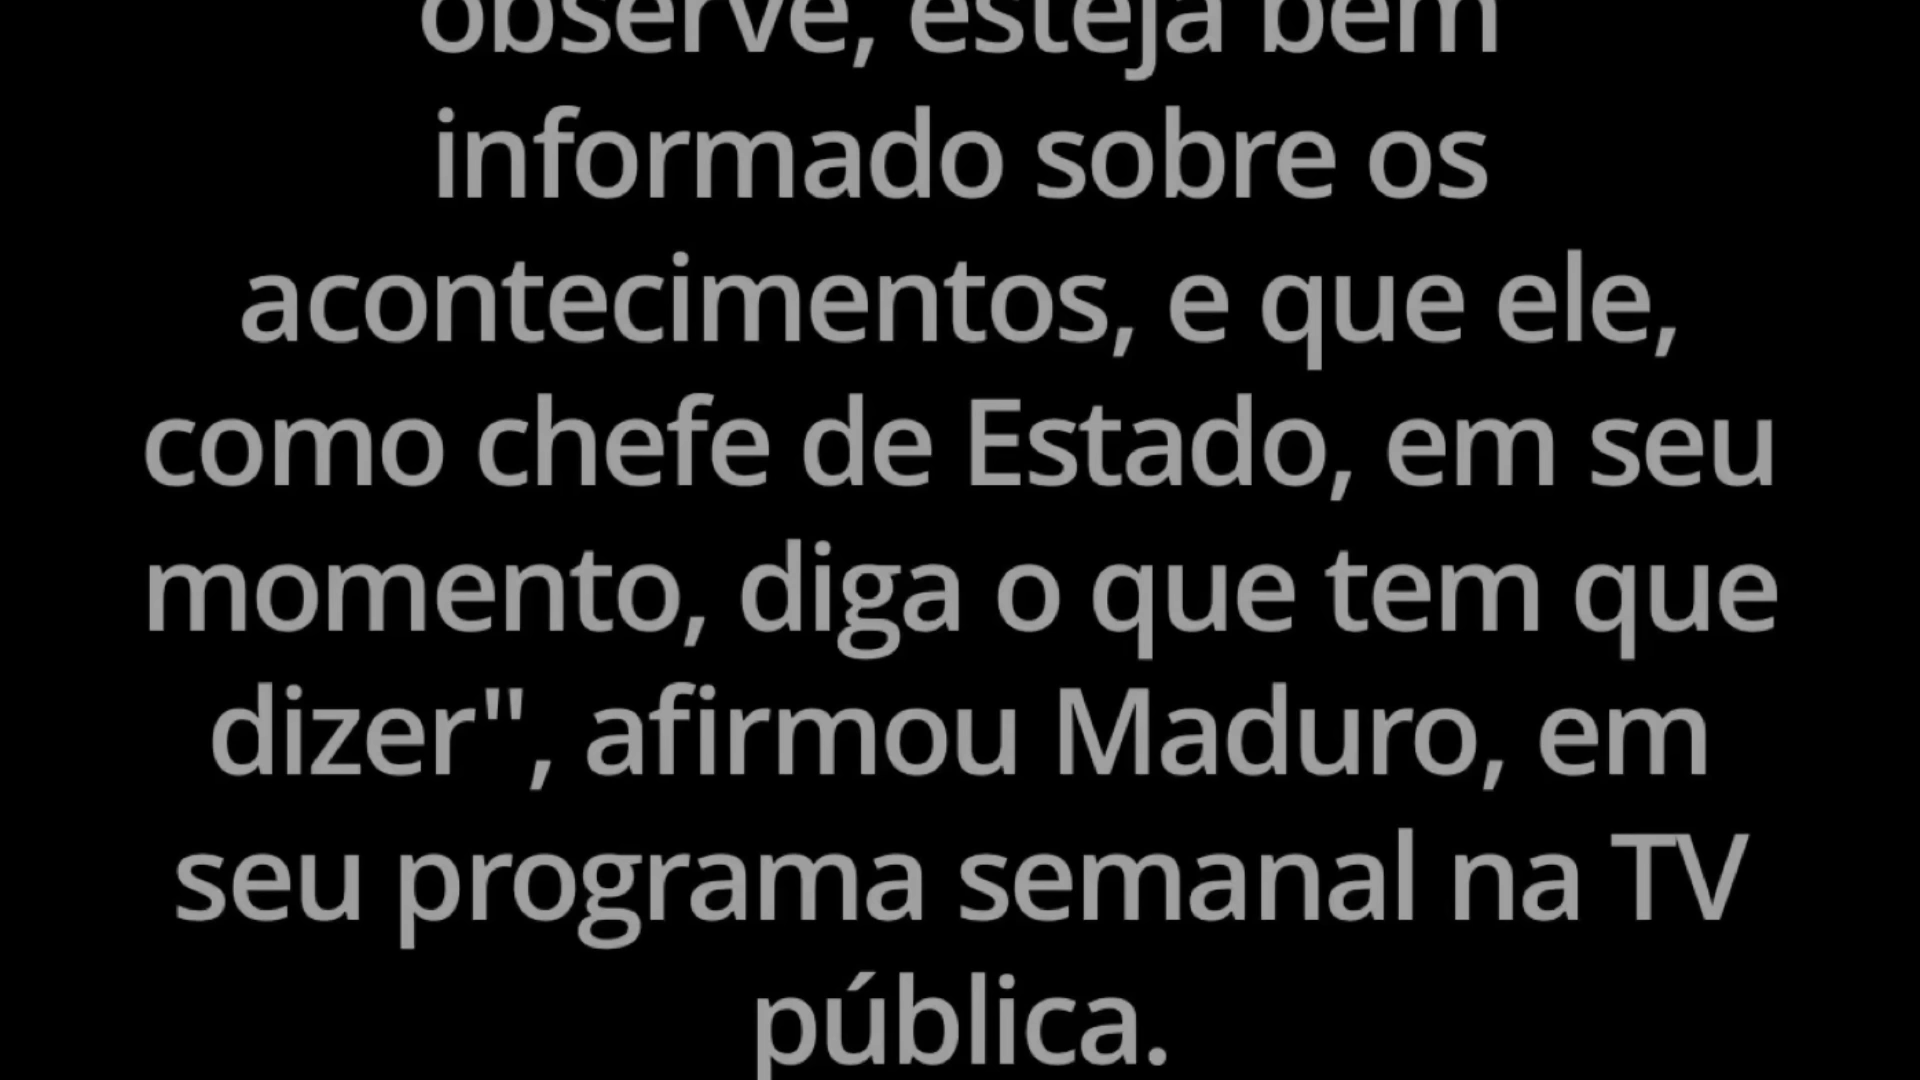 observe, esteja bem
informado sobre os
acontecimentos, e que ele,
como chefe de Estado, em seu
momento, diga o que tem que
dizer", afirmou Maduro, em
seu programa semanal na TV
pública.